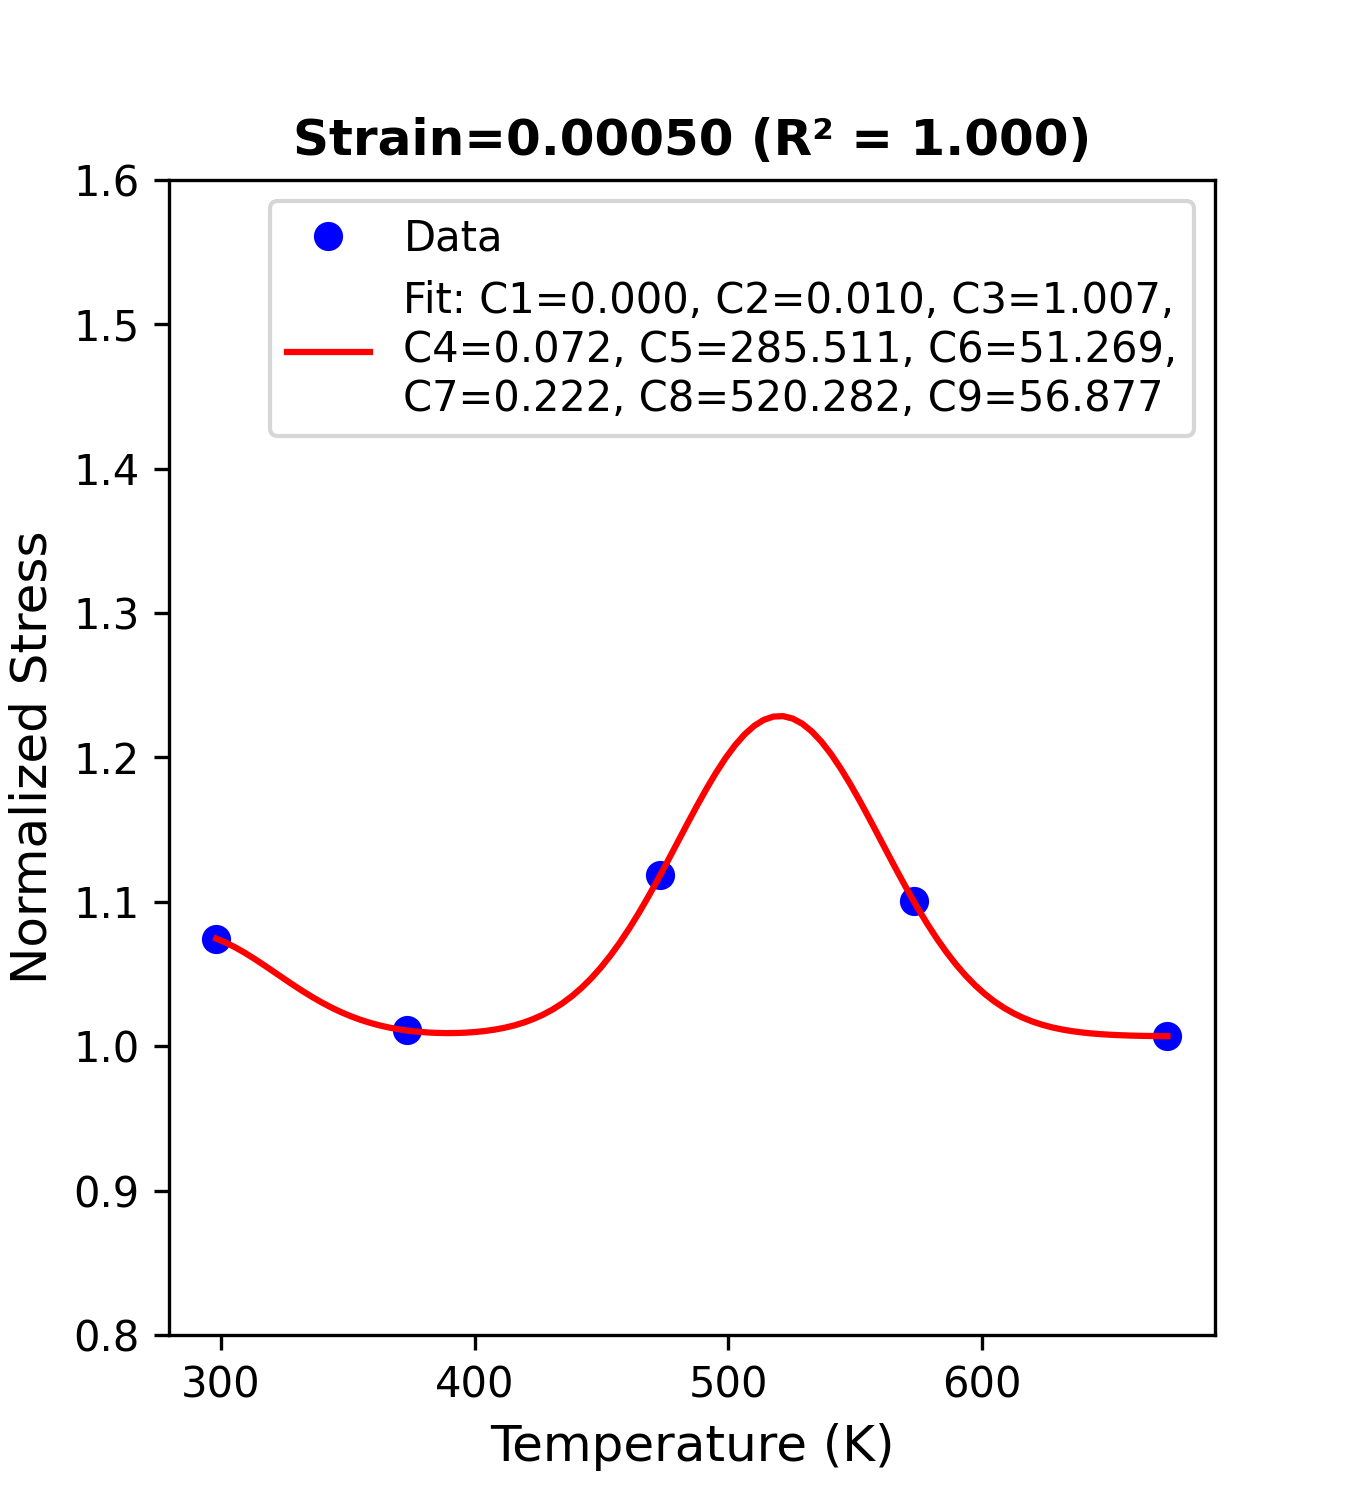 Strain=0.00050 (R² = 1.000)
1.6
1.5
1.4
1.3
1.2
1.1
1.0
0.9
0.8
Normalized Stress
Data
Fit: C1=0.000, C2=0.010, C3=1.007,
C4=0.072, C5=285.511, C6=51.269,
C7=0.222, C8=520.282, C9=56.877
300 400 500 600
Temperature (K)